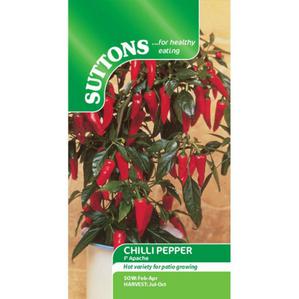 SUTTONS
...for healthy
eating
CHILLI PEPPER
F¹ Apache
Hot variety for patio growing
SOW: Feb-Apr
HARVEST: Jul-Oct